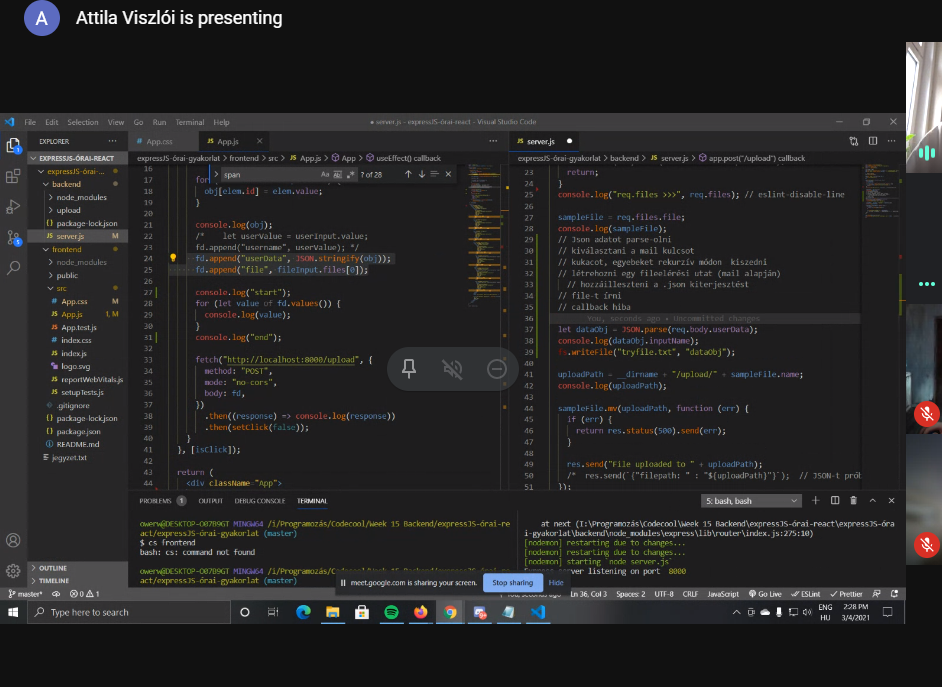 A
Attila Viszlói is presenting
File Edit Selection View Go Run Terminal Help
● server.js - expressJS-órai-react - Visual Studio Code
EXPLORER
EXPRESSJS-ÓRAI-REACT
expressJS-órai-...
backend
node_modules
upload
package-lock.json
server.js M
frontend
node_modules
public
src
App.css M
App.js 1, M
App.test.js
index.css
index.js
logo.svg
reportWebVitals.js
setupTests.js
.gitignore
package-lock.json
package.json
README.md
jegyzet.txt
OUTLINE
TIMELINE
App.css
App.js
expressJS-órai-gyakorlat > frontend > src > App.js > App > useEffect() callback
span
Aa
? of 28
16
17 for
18 obj[elem.id] = elem.value;
19 }
20
21 console.log(obj);
22 /* let userValue = userinput.value;
23 fd.append("username", userValue); */
24 fd.append("userData", JSON.stringify(obj));
25 fd.append("file", fileInput.files[0]);
26
27 console.log("start");
28 for (let value of fd.values()) {
29 console.log(value);
30 }
31 console.log("end");
32
33 fetch("http://localhost:8000/upload", {
34 method: "POST",
35 mode: "no-cors",
36 body: fd,
37 })
38 .then((response) => console.log(response))
39 .then(setClick(false));
40 }
41 }, [isClick]);
42
43 return (
44 <div className="App">
server.js
expressJS-órai-gyakorlat > backend > server.js > app.post("/upload") callback
23 return;
24 }
25 console.log("req.files >>>", req.files); // eslint-disable-line
26
27 sampleFile = req.files.file;
28 console.log(sampleFile);
29 // Json adatot parse-olni
30 // kiválasztani a mail kulcsot
31 // kukacot, egyebeket rekurzív módon kiszedni
32 // létrehozni egy fileelérési utat (mail alapján)
33 // hozzáilleszteni a .json kiterjesztést
34 // file-t írni
35 // callback hiba
36 You, seconds ago • Uncommitted changes
37 let dataObj = JSON.parse(req.body.userData);
38 console.log(dataObj.inputName);
39 fs.writeFile("tryfile.txt", "dataObj");
40
41 uploadPath = __dirname + "/upload/" + sampleFile.name;
42 console.log(uploadPath);
43
44 sampleFile.mv(uploadPath, function (err) {
45 if (err) {
46 return res.status(500).send(err);
47 }
48
49 res.send("File uploaded to " + uploadPath);
50 /* res.send(`{"filepath: " : "${uploadPath}"}`); // JSON-t prób
51 });
PROBLEMS 1 OUTPUT DEBUG CONSOLE TERMINAL
5: bash, bash
owerw@DESKTOP-O07B9GT MINGW64 /i/Programozás/Codecool/Week 15 Backend/expressJS-órai-re
act/expressJS-órai-gyakorlat (master)
$ cs frontend
bash: cs: command not found
owerw@DESKTOP-O07B9GT MINGW64 /i/Programozás/Codecool/Week 15 Backend/expressJS-órai-re
act/expressJS-órai-gyakorlat (master)
at next (I:\Programozás\Codecool\Week 15 Backend\expressJS-órai-react\expressJS-óra
i-gyakorlat\backend\node_modules\express\lib\router\index.js:275:10)
[nodemon] restarting due to changes...
[nodemon] restarting due to changes...
[nodemon] starting `node server.js`
server listening on port 8000
meet.google.com is sharing your screen.
Stop sharing
Hide
master*
0 1
Ln 36, Col 3 Spaces: 2 UTF-8 CRLF JavaScript Go Live ESLint Prettier
Type here to search
ENG
HU
2:28 PM
3/4/2021